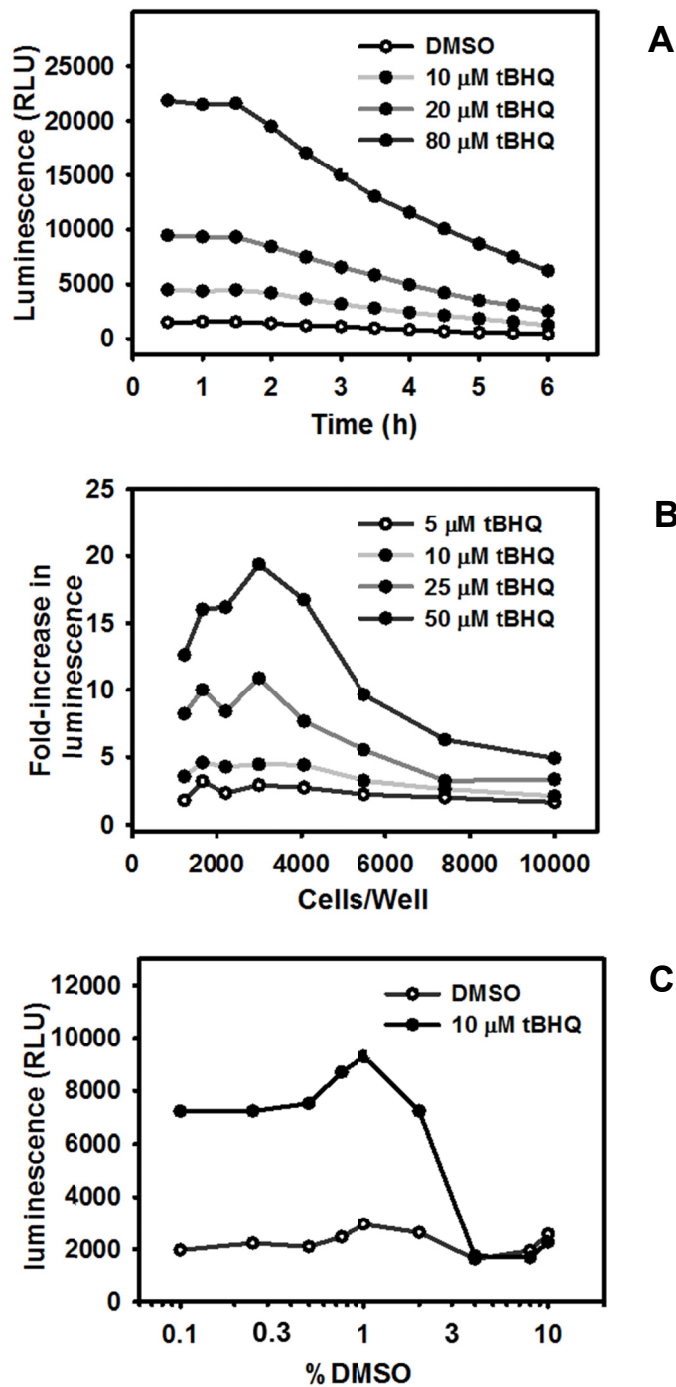 A
DMSO
10 μM tBHQ
20 μM tBHQ
80 μM tBHQ
Luminescence (RLU)
25000
20000
15000
10000
5000
0
0 1 2 3 4 5 6
Time (h)
B
5 μM tBHQ
10 μM tBHQ
25 μM tBHQ
50 μM tBHQ
Fold-increase in
luminescence
25
20
15
10
5
0
0 2000 4000 6000 8000 10000
Cells/Well
C
DMSO
10 μM tBHQ
luminescence (RLU)
12000
10000
8000
6000
4000
2000
0
0.1 0.3 1 3 10
% DMSO